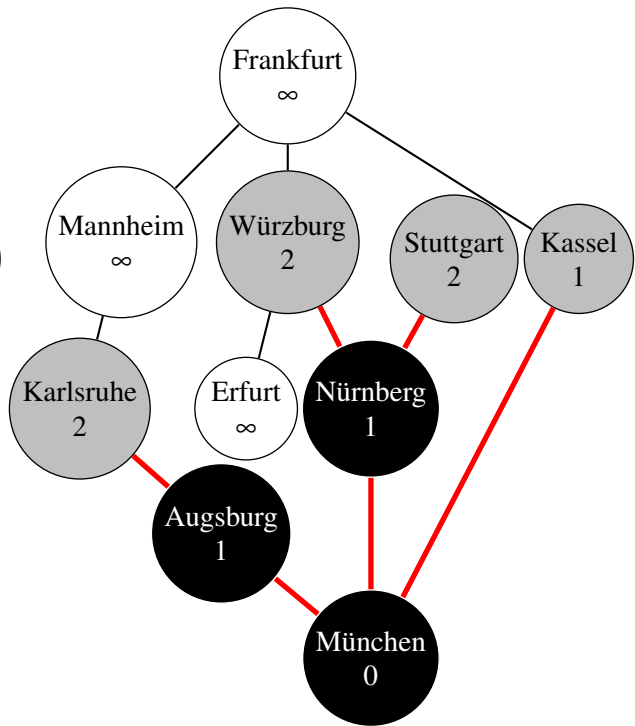 Frankfurt
∞
Mannheim
∞
Würzburg
2
Stuttgart
2
Kassel
1
Karlsruhe
2
Erfurt
∞
Nürnberg
1
Augsburg
1
München
0